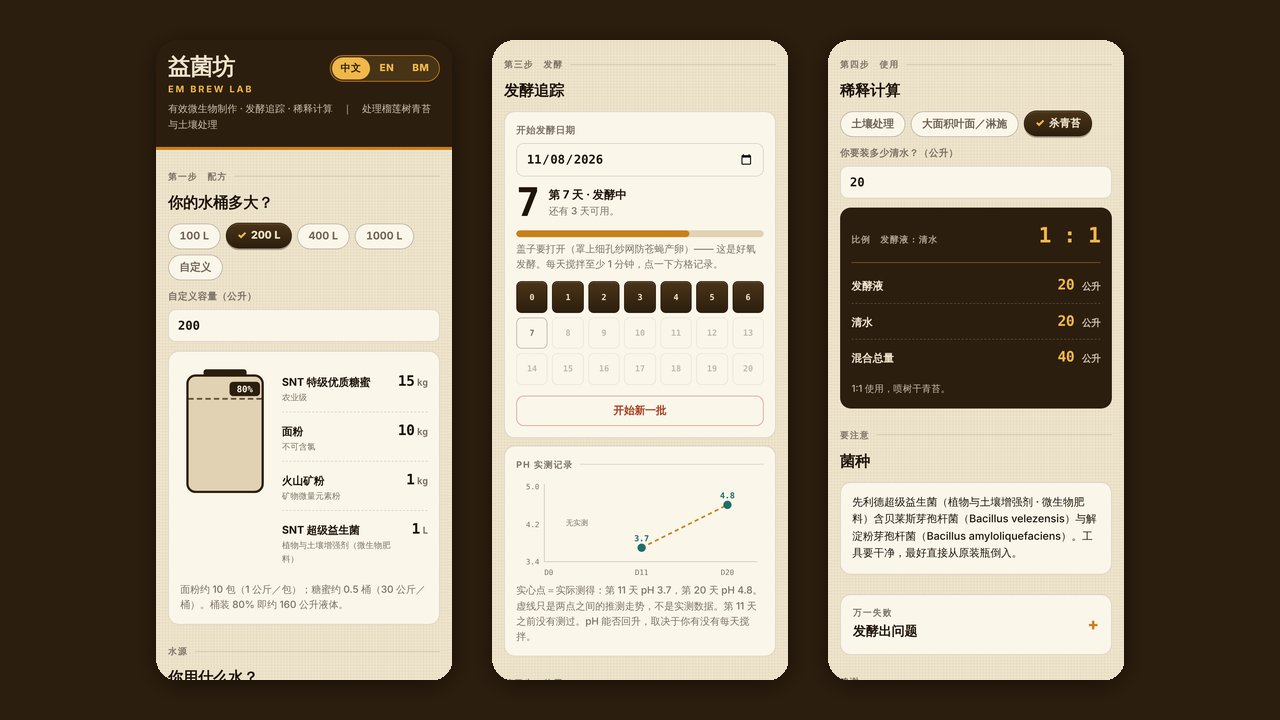 益菌坊
中文 EN BM
EM BREW LAB
有效微生物制作 · 发酵追踪 · 稀释计算 | 处理榴莲树青苔
与土壤处理
第一步 配方
你的水桶多大？
100 L 200 L 400 L 1000 L
自定义
自定义容量（公升）
200
80%
SNT 特级优质糖蜜 15 kg
农业级
面粉 10 kg
不可含氯
火山矿粉 1 kg
矿物微量元素粉
SNT 超级益生菌 1 L
植物与土壤增强剂（微生物肥
料）
面粉约 10 包（1 公斤／包）；糖蜜约 0.5 桶（30 公斤／
桶）。桶装 80% 即约 160 公升液体。
水源
你用什么水？
第三步 发酵
发酵追踪
开始发酵日期
11/08/2026
7 第 7 天 · 发酵中
还有 3 天可用。
盖子要打开（罩上细孔纱网防苍蝇产卵）—— 这是好氧
发酵。每天搅拌至少 1 分钟，点一下方格记录。
0 1 2 3 4 5 6
7 8 9 10 11 12 13
14 15 16 17 18 19 20
开始新一批
PH 实测记录
5.0
4.2
3.4
无实测
3.7
4.8
D0 D11 D20
实心点＝实际测得：第 11 天 pH 3.7，第 20 天 pH 4.8。
虚线只是两点之间的推测走势，不是实测数据。第 11 天
之前没有测过。pH 能否回升，取决于你有没有每天搅
拌。
第四步 使用
稀释计算
土壤处理 大面积叶面／淋施 杀青苔
你要装多少清水？（公升）
20
比例 发酵液：清水 1 : 1
发酵液 20 公升
清水 20 公升
混合总量 40 公升
1:1 使用，喷树干青苔。
要注意
菌种
先利德超级益生菌（植物与土壤增强剂 · 微生物肥
料）含贝莱斯芽孢杆菌（Bacillus velezensis）与解
淀粉芽孢杆菌（Bacillus amyloliquefaciens）。工
具要干净，最好直接从原装瓶倒入。
万一失败
发酵出问题
+